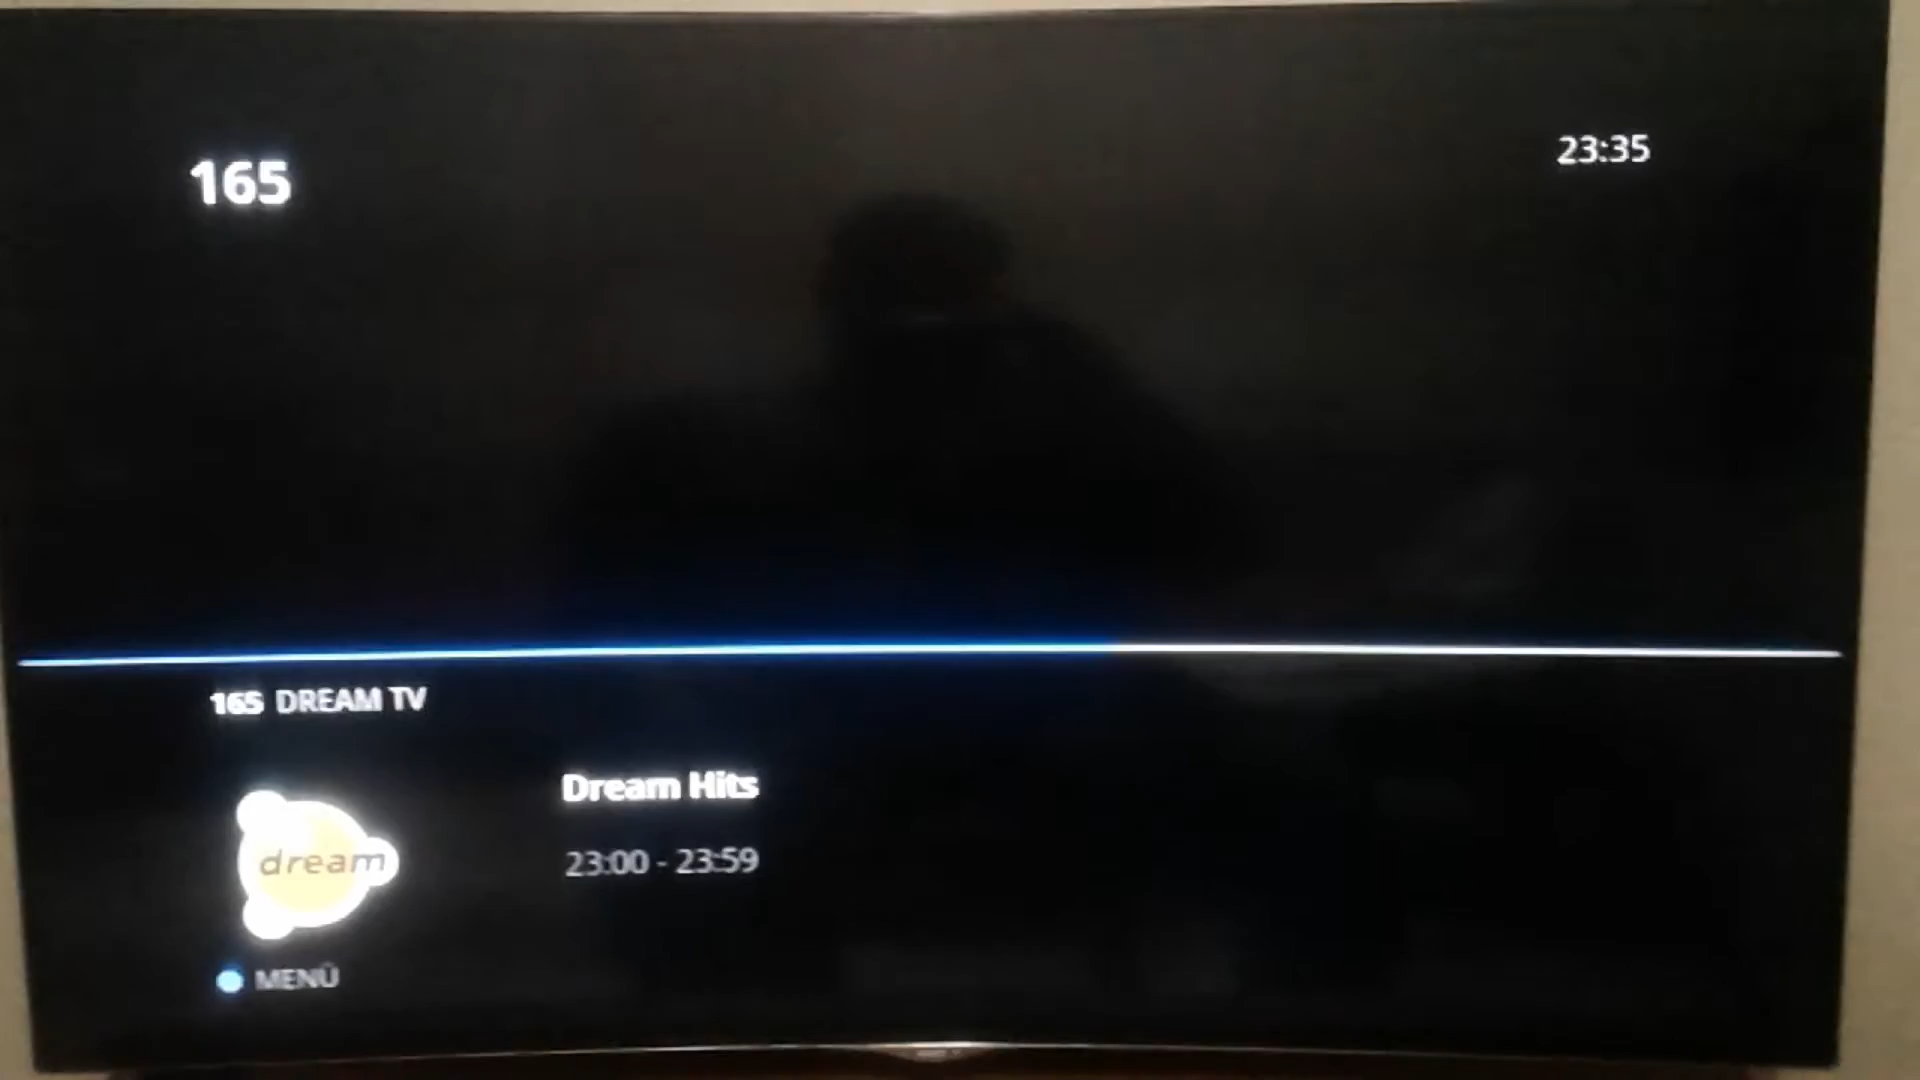 165
23:35
165 DREAM TV
Dream Hits
dream
23:00 - 23:59
MENÜ